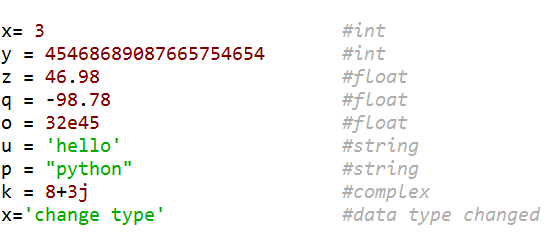 x= 3 #int
y = 45468689087665754654 #int
z = 46.98 #float
q = -98.78 #float
o = 32e45 #float
u = 'hello' #string
p = "python" #string
k = 8+3j #complex
x='change type' #data type changed